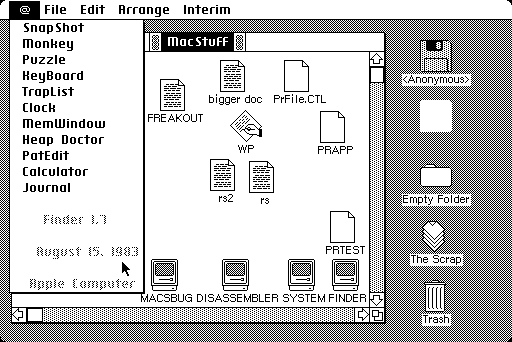 @ File Edit Arrange Interim
SnapShot
Monkey
Puzzle
KeyBoard
TrapList
Clock
MemWindow
Heap Doctor
PatEdit
Calculator
Journal
Finder 1.7
August 15, 1983
Apple Computer
MacStuff
bigger doc
PrFile.CTL
FREAKOUT
WP
PRAPP
rs2
rs
PRTEST
MACSBUG DISASSEMBLER SYSTEM FINDER
<Anonymous>
Empty Folder
The Scrap
Trash